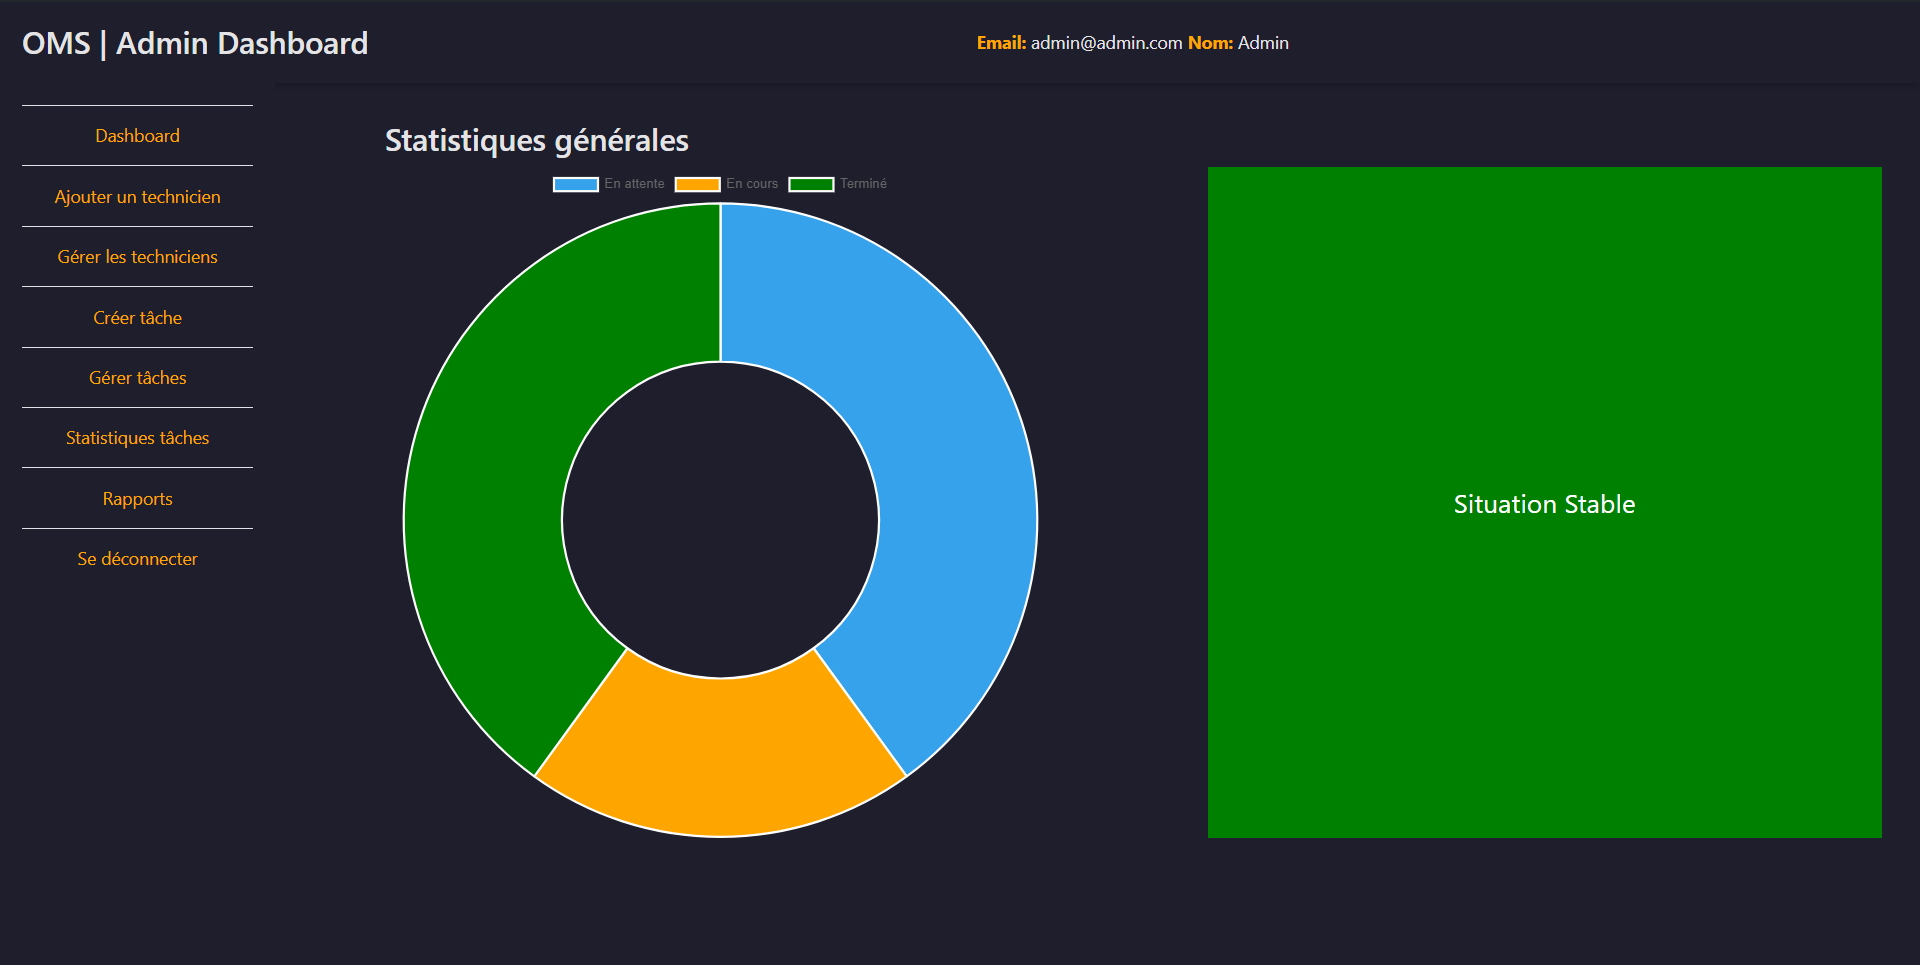 OMS | Admin Dashboard
Email: admin@admin.com Nom: Admin
Dashboard
Ajouter un technicien
Gérer les techniciens
Créer tâche
Gérer tâches
Statistiques tâches
Rapports
Se déconnecter
Statistiques générales
En attente
En cours
Terminé
Situation Stable